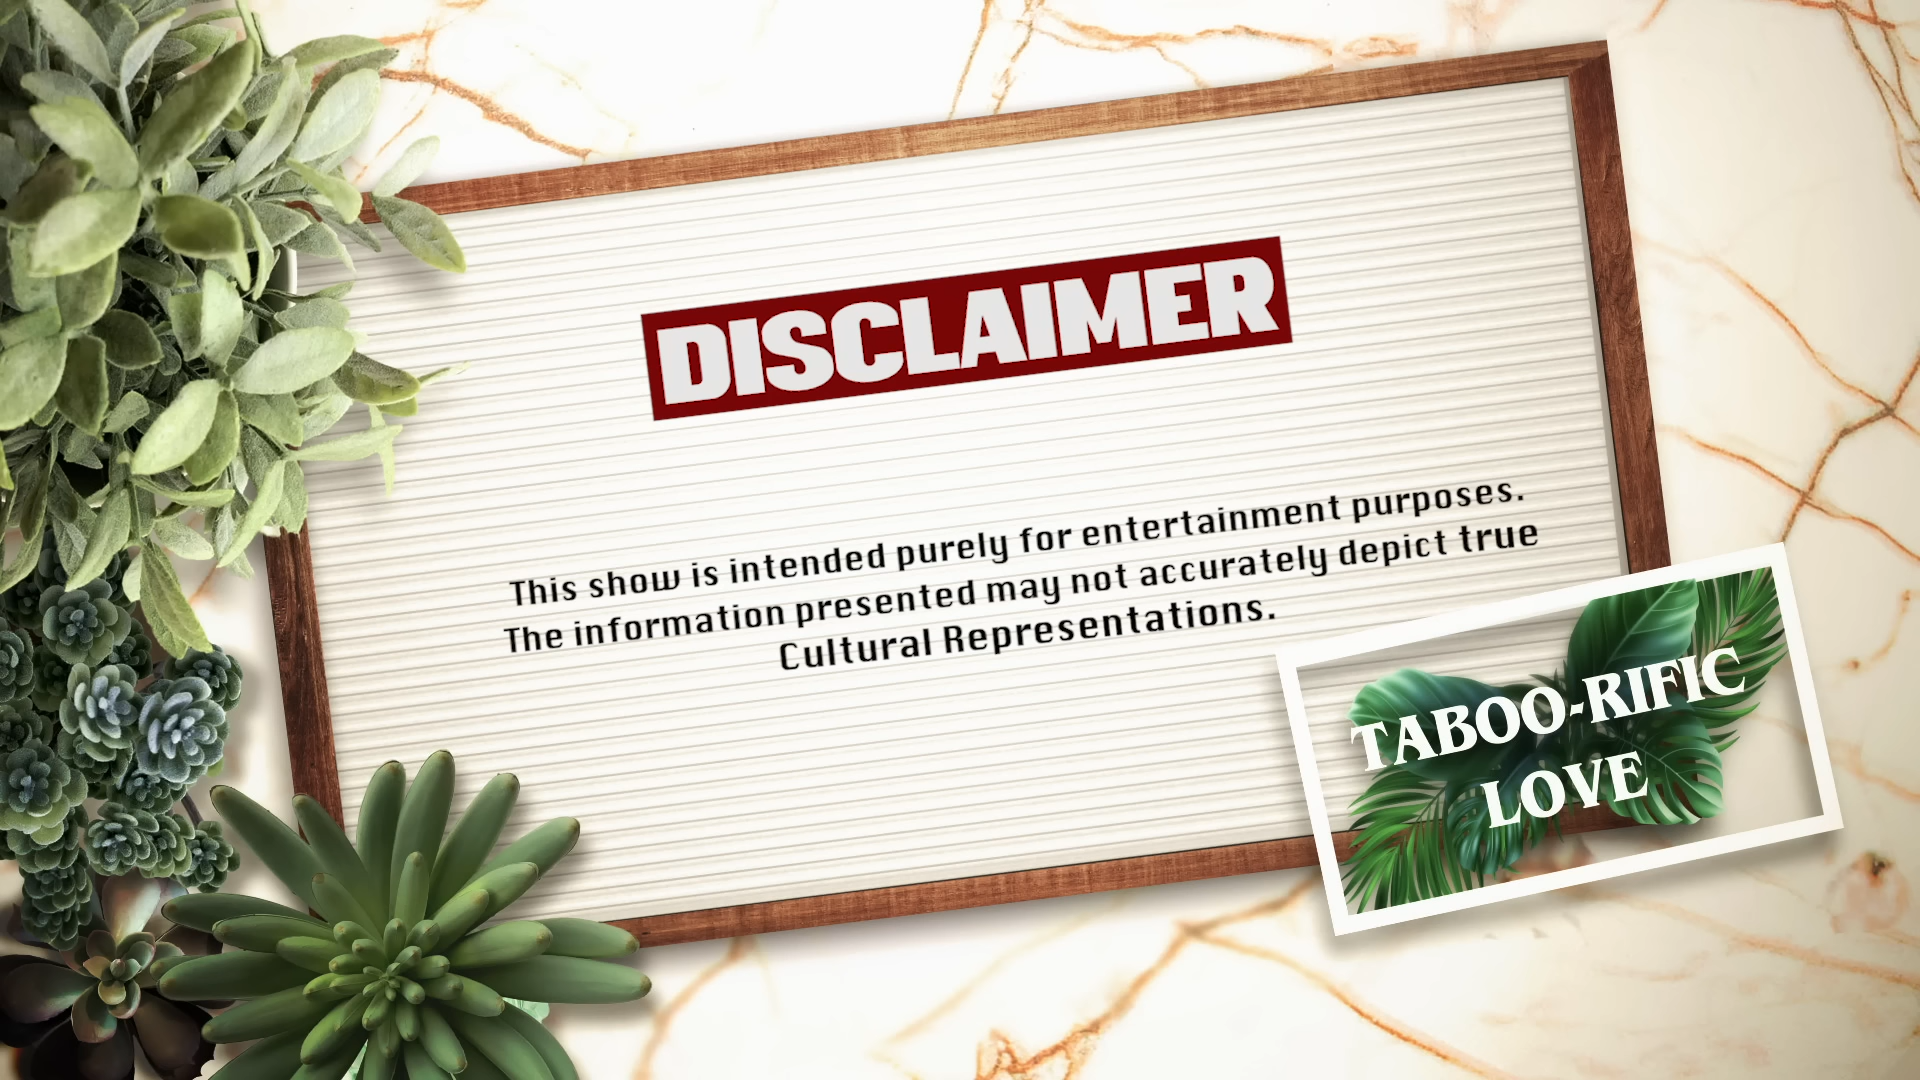 DISCLAIMER
This show is intended purely for entertainment purposes.
The information presented may not accurately depict true
Cultural Representations.
TABOO-RIFIC
LOVE